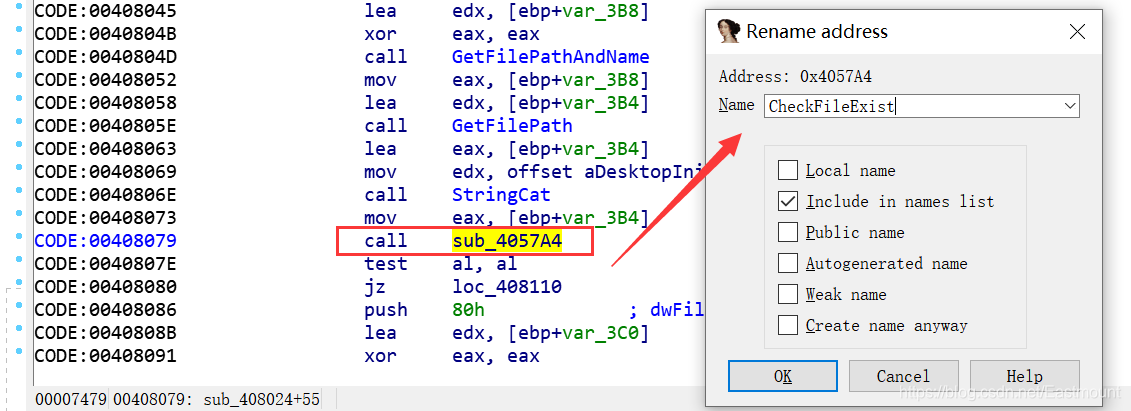 CODE:00408045 lea edx, [ebp+var_3B8]
CODE:0040804B xor eax, eax
CODE:0040804D call GetFilePathAndName
CODE:00408052 mov eax, [ebp+var_3B8]
CODE:00408058 lea edx, [ebp+var_3B4]
CODE:0040805E call GetFilePath
CODE:00408063 lea eax, [ebp+var_3B4]
CODE:00408069 mov edx, offset aDesktopIni
CODE:0040806E call StringCat
CODE:00408073 mov eax, [ebp+var_3B4]
CODE:00408079 call sub_4057A4
CODE:0040807E test al, al
CODE:00408080 jz loc_408110
CODE:00408086 push 80h ; dwFil
CODE:0040808B lea edx, [ebp+var_3C0]
CODE:00408091 xor eax, eax
00007479 00408079: sub_408024+55
Rename address
Address: 0x4057A4
Name CheckFileExist
Local name
Include in names list
Public name
Autogenerated name
Weak name
Create name anyway
OK Cancel Help
https://blog.csdn.net/Eastmount